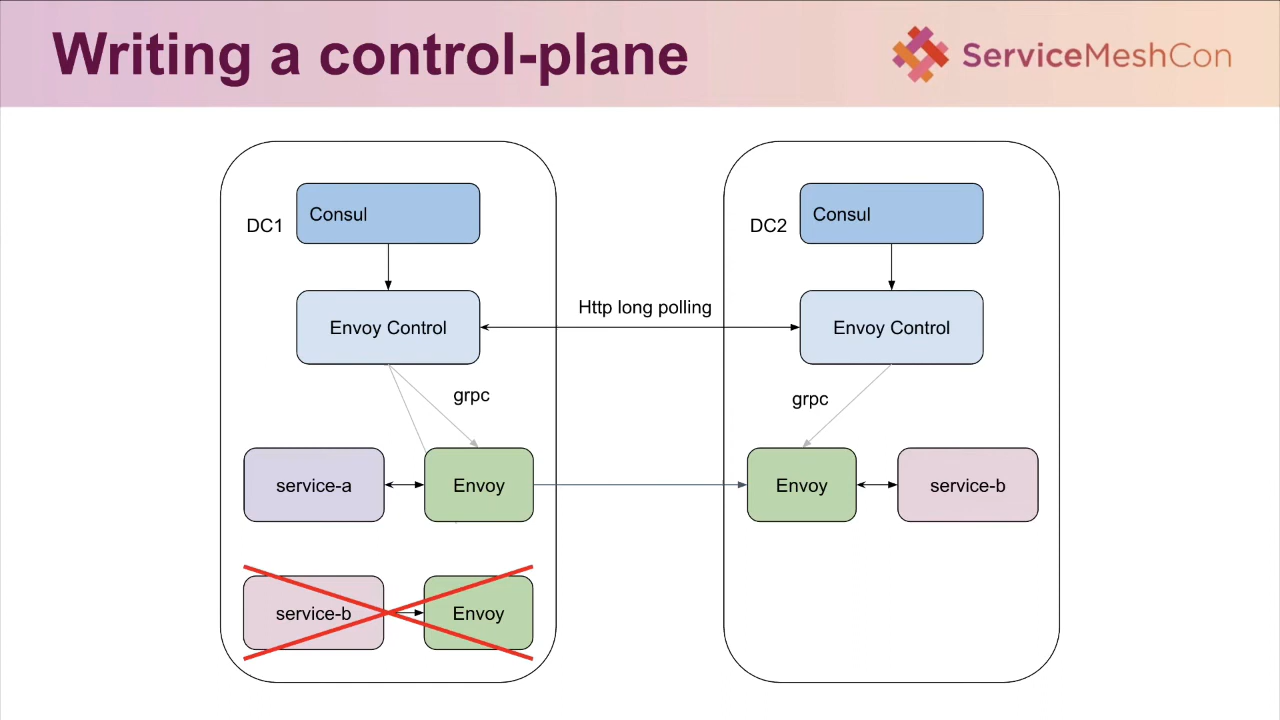 Writing a control-plane
ServiceMeshCon
DC1
Consul
Envoy Control
grpc
service-a
Envoy
service-b
Envoy
Http long polling
DC2
Consul
Envoy Control
grpc
Envoy
service-b